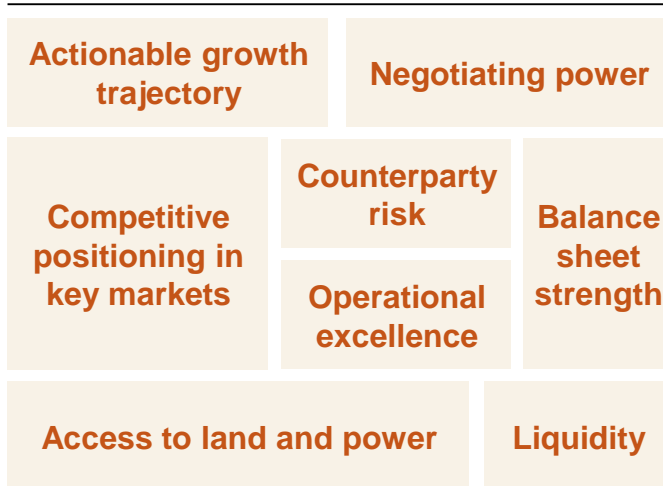 Actionable growth
trajectory
Negotiating power
Competitive
positioning in
key markets
Counterparty
risk
Operational
excellence
Balance
sheet
strength
Access to land and power
Liquidity